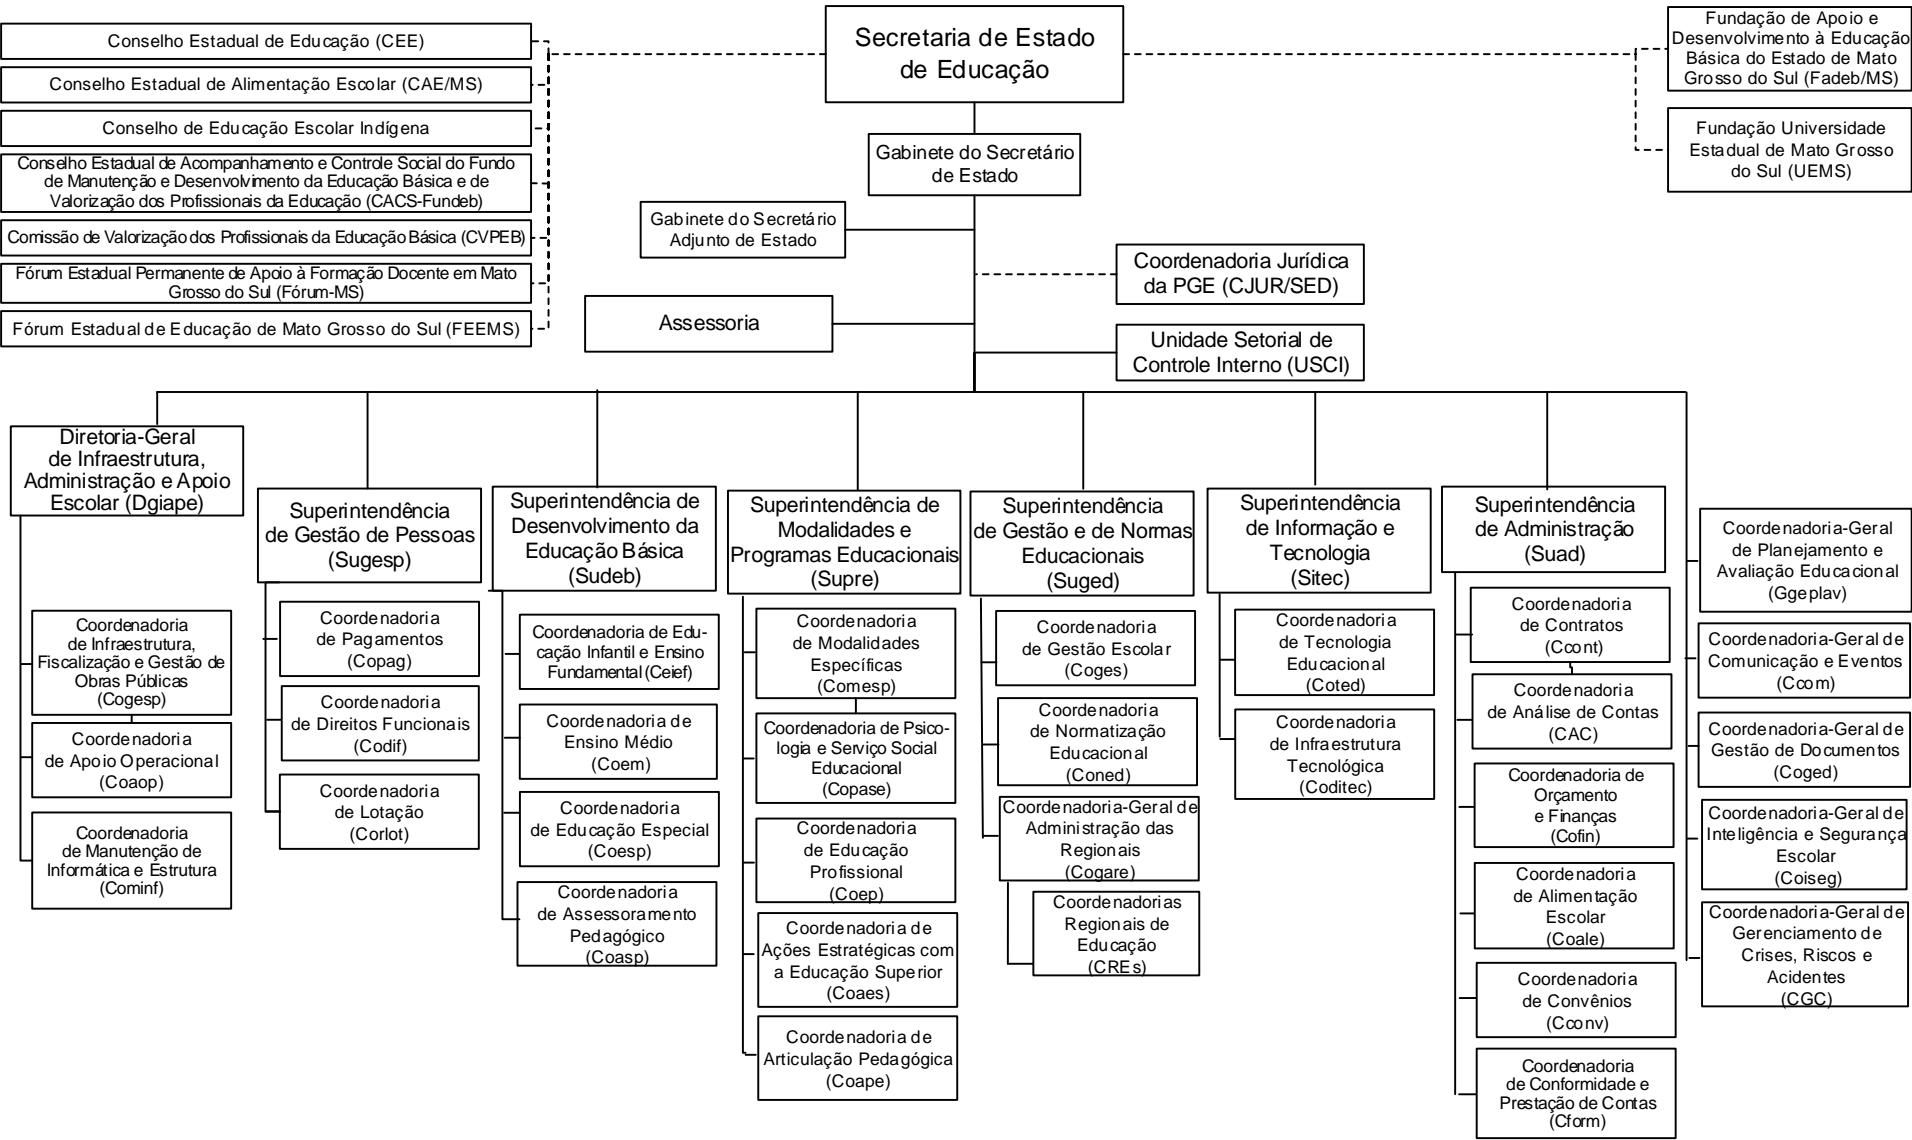 Secretaria de Estado
de Educação
Conselho Estadual de Educação (CEE)
Conselho Estadual de Alimentação Escolar (CAE/MS)
Conselho de Educação Escolar Indígena
Conselho Estadual de Acompanhamento e Controle Social do Fundo
de Manutenção e Desenvolvimento da Educação Básica e de
Valorização dos Profissionais da Educação (CACS-Fundeb)
Comissão de Valorização dos Profissionais da Educação Básica (CVPEB)
Fórum Estadual Permanente de Apoio à Formação Docente em Mato
Grosso do Sul (Fórum-MS)
Fórum Estadual de Educação de Mato Grosso do Sul (FEEMS)
Fundação de Apoio e
Desenvolvimento à Educação
Básica do Estado de Mato
Grosso do Sul (Fadeb/MS)
Fundação Universidade
Estadual de Mato Grosso
do Sul (UEMS)
Gabinete do Secretário
de Estado
Gabinete do Secretário
Adjunto de Estado
Coordenadoria Jurídica
da PGE (CJUR/SED)
Assessoria
Unidade Setorial de
Controle Interno (USCI)
Diretoria-Geral
de Infraestrutura,
Administração e Apoio
Escolar (Dgiape)
Coordenadoria
de Infraestrutura,
Fiscalização e Gestão de
Obras Públicas
(Cogesp)
Coordenadoria
de Apoio Operacional
(Coaop)
Coordenadoria
de Manutenção de
Informática e Estrutura
(Cominf)
Superintendência
de Gestão de Pessoas
(Sugesp)
Coordenadoria
de Pagamentos
(Copag)
Coordenadoria
de Direitos Funcionais
(Codif)
Coordenadoria
de Lotação
(Corlot)
Superintendência de
Desenvolvimento da
Educação Básica
(Sudeb)
Coordenadoria de Edu-
cação Infantil e Ensino
Fundamental (Ceief)
Coordenadoria de
Ensino Médio
(Coem)
Coordenadoria
de Educação Especial
(Coesp)
Coordenadoria
de Assessoramento
Pedagógico
(Coasp)
Superintendência de
Modalidades e
Programas Educacionais
(Supre)
Coordenadoria
de Modalidades
Específicas
(Comesp)
Coordenadoria de Psico-
logia e Serviço Social
Educacional
(Copase)
Coordenadoria
de Educação
Profissional
(Coep)
Coordenadoria de
Ações Estratégicas com
a Educação Superior
(Coaes)
Coordenadoria de
Articulação Pedagógica
(Coape)
Superintendência
de Gestão e de Normas
Educacionais
(Suged)
Coordenadoria
de Gestão Escolar
(Coges)
Coordenadoria
de Normatização
Educacional
(Coned)
Coordenadoria-Geral de
Administração das
Regionais
(Cogare)
Coordenadorias
Regionais de
Educação
(CREs)
Superintendência
de Informação e
Tecnologia
(Sitec)
Coordenadoria
de Tecnologia
Educacional
(Coted)
Coordenadoria
de Infraestrutura
Tecnológica
(Coditec)
Superintendência
de Administração
(Suad)
Coordenadoria
de Contratos
(Ccont)
Coordenadoria
de Análise de Contas
(CAC)
Coordenadoria de
Orçamento
e Finanças
(Cofin)
Coordenadoria
de Alimentação
Escolar
(Coale)
Coordenadoria
de Convênios
(Cconv)
Coordenadoria
de Conformidade e
Prestação de Contas
(Cform)
Coordenadoria-Geral
de Planejamento e
Avaliação Educacional
(Ggeplav)
Coordenadoria-Geral de
Comunicação e Eventos
(Ccom)
Coordenadoria-Geral de
Gestão de Documentos
(Coged)
Coordenadoria-Geral de
Inteligência e Segurança
Escolar
(Coiseg)
Coordenadoria-Geral de
Gerenciamento de
Crises, Riscos e
Acidentes
(CGC)